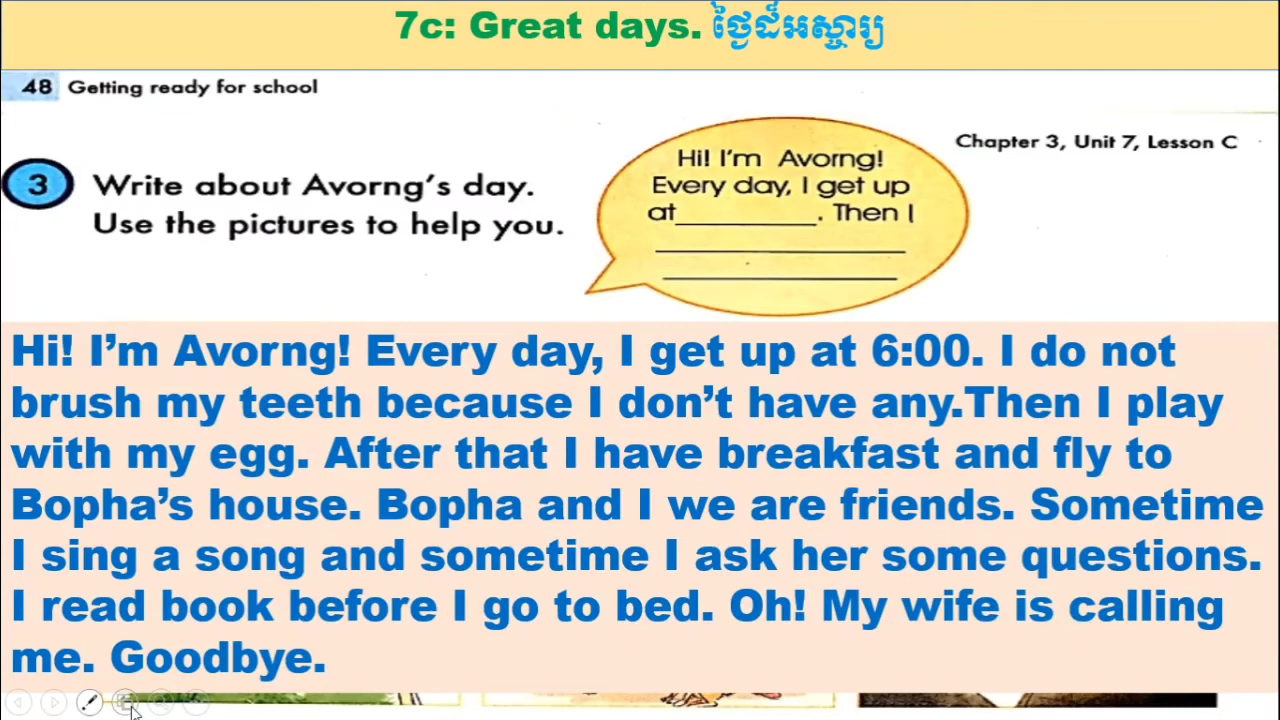 7c: Great days. ថ្ងៃដ៏អស្ចារ្យ
48 Getting ready for school
Chapter 3, Unit 7, Lesson C
3 Write about Avorng's day.
Use the pictures to help you.
Hi! I'm Avorng!
Every day, I get up
at__________. Then I
Hi! I’m Avorng! Every day, I get up at 6:00. I do not
brush my teeth because I don’t have any.Then I play
with my egg. After that I have breakfast and fly to
Bopha’s house. Bopha and I we are friends. Sometime
I sing a song and sometime I ask her some questions.
I read book before I go to bed. Oh! My wife is calling
me. Goodbye.